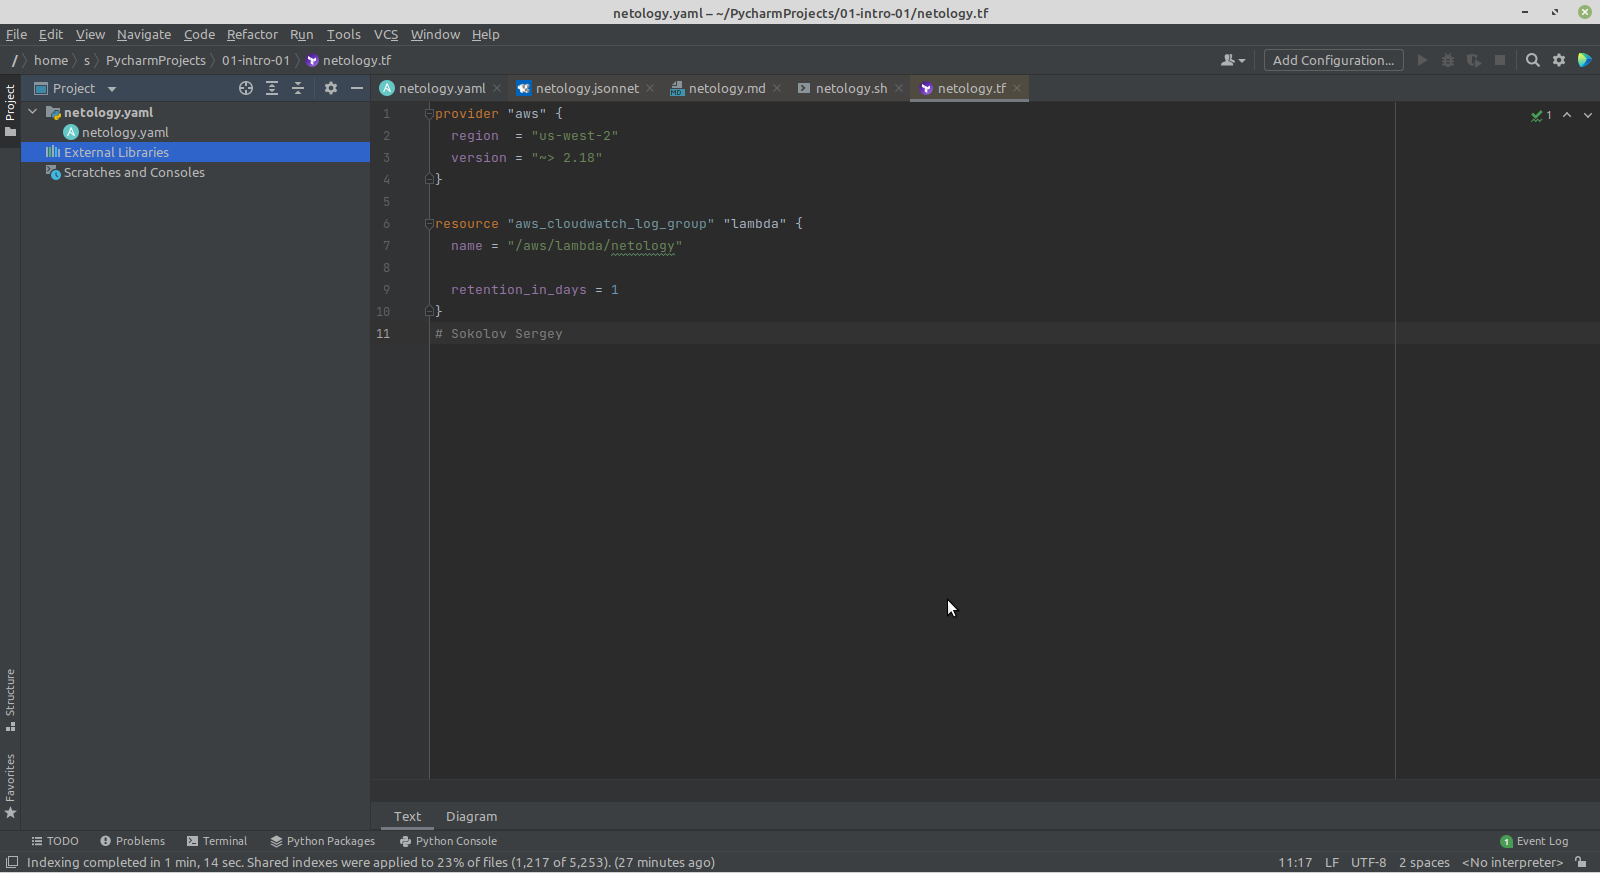 netology.yaml – ~/PycharmProjects/01-intro-01/netology.tf
File Edit View Navigate Code Refactor Run Tools VCS Window Help
/ home s PycharmProjects 01-intro-01 netology.tf
Add Configuration...
Project
Project
netology.yaml
netology.yaml
External Libraries
Scratches and Consoles
netology.yaml netology.jsonnet netology.md netology.sh netology.tf
1 provider "aws" {
2 region = "us-west-2"
3 version = "~> 2.18"
4 }
5
6 resource "aws_cloudwatch_log_group" "lambda" {
7 name = "/aws/lambda/netology"
8
9 retention_in_days = 1
10 }
11 # Sokolov Sergey
1
Structure
Favorites
Text Diagram
TODO Problems Terminal Python Packages Python Console
1 Event Log
Indexing completed in 1 min, 14 sec. Shared indexes were applied to 23% of files (1,217 of 5,253). (27 minutes ago)
11:17 LF UTF-8 2 spaces <No interpreter>